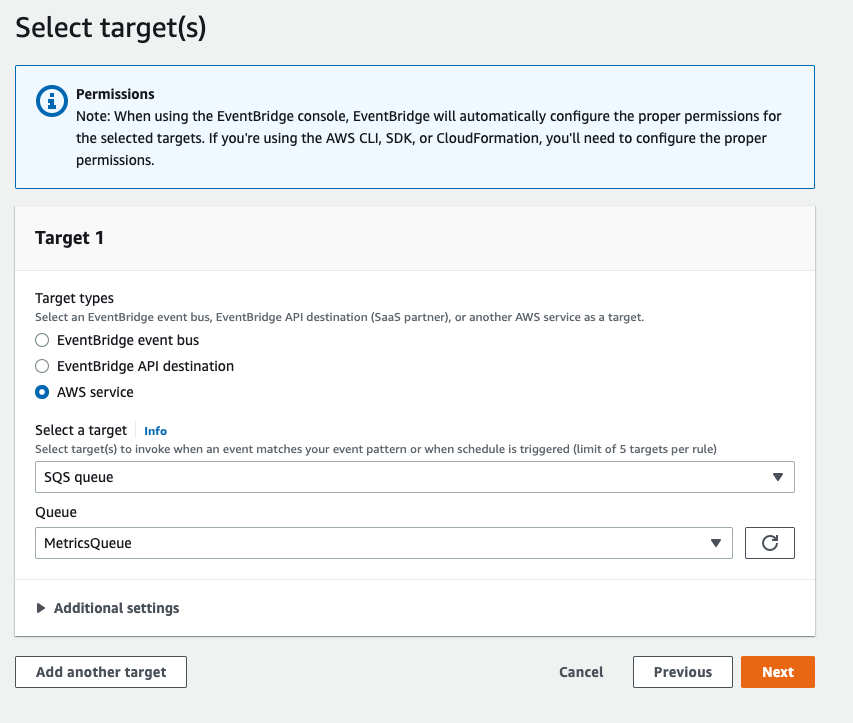 Select target(s)
Permissions
Note: When using the EventBridge console, EventBridge will automatically configure the proper permissions for
the selected targets. If you're using the AWS CLI, SDK, or CloudFormation, you'll need to configure the proper
permissions.
Target 1
Target types
Select an EventBridge event bus, EventBridge API destination (SaaS partner), or another AWS service as a target.
EventBridge event bus
EventBridge API destination
AWS service
Select a target Info
Select target(s) to invoke when an event matches your event pattern or when schedule is triggered (limit of 5 targets per rule)
SQS queue
Queue
MetricsQueue
Additional settings
Add another target Cancel Previous Next